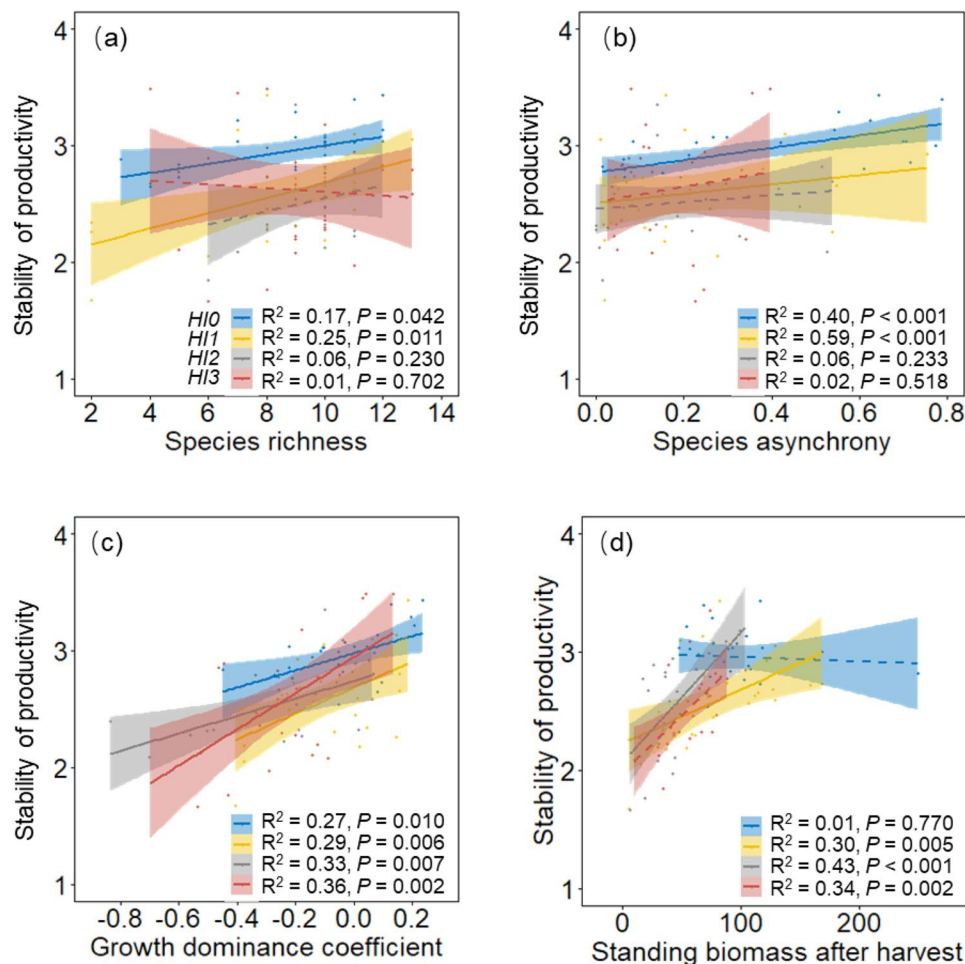 (a)
Stability of productivity
4
3
2
1
HI0 R² = 0.17, P = 0.042
HI1 R² = 0.25, P = 0.011
HI2 R² = 0.06, P = 0.230
HI3 R² = 0.01, P = 0.702
2 4 6 8 10 12 14
Species richness
(b)
Stability of productivity
4
3
2
1
R² = 0.40, P < 0.001
R² = 0.59, P < 0.001
R² = 0.06, P = 0.233
R² = 0.02, P = 0.518
0.0 0.2 0.4 0.6 0.8
Species asynchrony
(c)
Stability of productivity
4
3
2
1
R² = 0.27, P = 0.010
R² = 0.29, P = 0.006
R² = 0.33, P = 0.007
R² = 0.36, P = 0.002
-0.8 -0.6 -0.4 -0.2 0.0 0.2
Growth dominance coefficient
(d)
Stability of productivity
4
3
2
1
R² = 0.01, P = 0.770
R² = 0.30, P = 0.005
R² = 0.43, P < 0.001
R² = 0.34, P = 0.002
0 100 200
Standing biomass after harvest